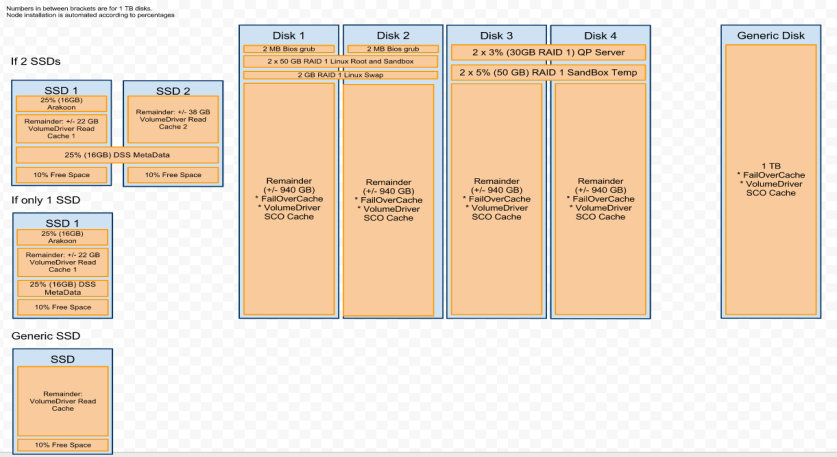 Numbers in between brackets are for 1 TB disks.
Node installation is automated according to percentages
If 2 SSDs
SSD 1
25% (16GB)
Arakoon
Remainder: +/- 22 GB
VolumeDriver Read
Cache 1
SSD 2
Remainder: +/- 38 GB
VolumeDriver Read
Cache 2
25% (16GB) DSS MetaData
10% Free Space
10% Free Space
If only 1 SSD
SSD 1
25% (16GB)
Arakoon
Remainder: +/- 22 GB
VolumeDriver Read
Cache 1
25% (16GB) DSS
MetaData
10% Free Space
Generic SSD
SSD
Remainder:
VolumeDriver Read
Cache
10% Free Space
Disk 1
2 MB Bios grub
Disk 2
2 MB Bios grub
2 x 50 GB RAID 1 Linux Root and Sandbox
2 GB RAID 1 Linux Swap
Remainder
(+/- 940 GB)
* FailOverCache
* VolumeDriver
SCO Cache
Remainder
(+/- 940 GB)
* FailOverCache
* VolumeDriver
SCO Cache
Disk 3
Disk 4
2 x 3% (30GB RAID 1) QP Server
2 x 5% (50 GB) RAID 1 SandBox Temp
Remainder
(+/- 940 GB)
* FailOverCache
* VolumeDriver
SCO Cache
Remainder
(+/- 940 GB)
* FailOverCache
* VolumeDriver
SCO Cache
Generic Disk
1 TB
* FailOverCache
* VolumeDriver
SCO Cache